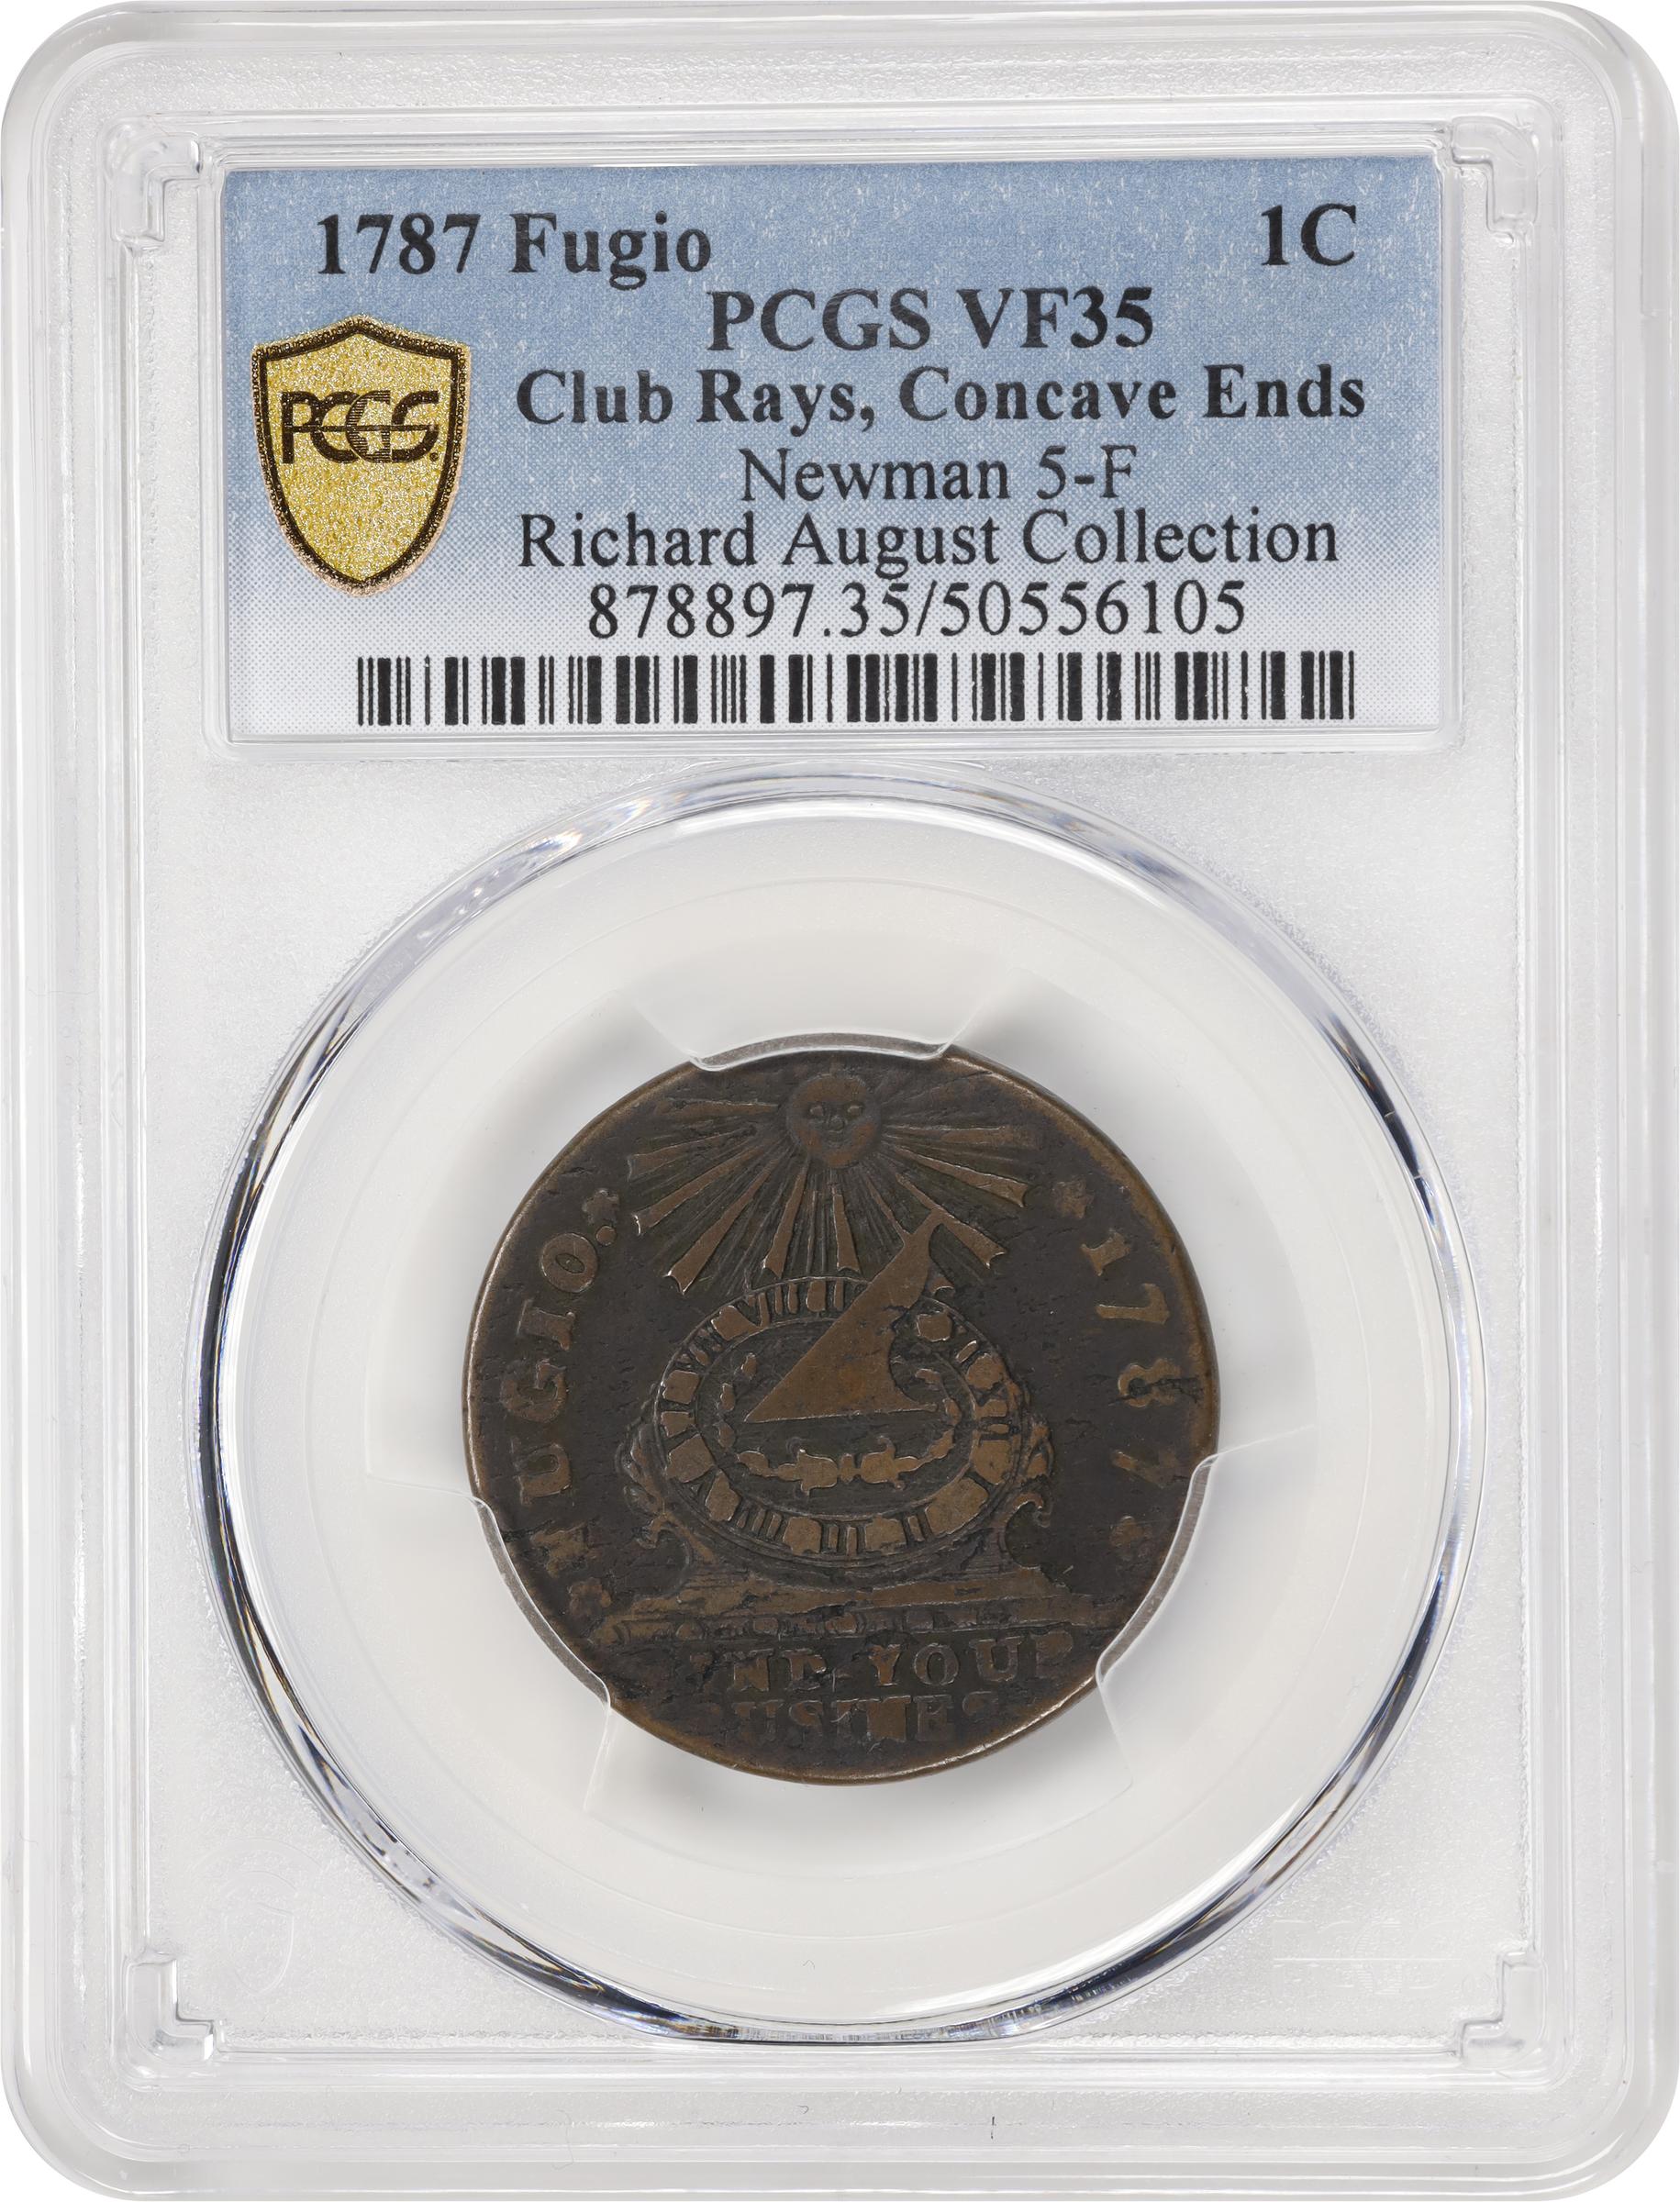 1787 Fugio 1C
PCGS VF35
Club Rays, Concave Ends
Newman 5-F
Richard August Collection
878897.35/50556105
PCGS
FUGIO.
1787
YOUR